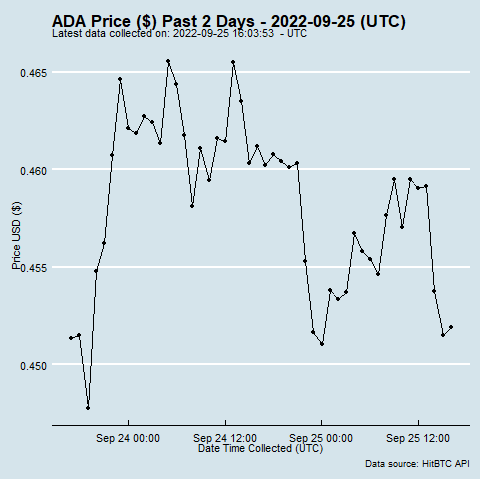 ADA Price ($) Past 2 Days - 2022-09-25 (UTC)
Latest data collected on: 2022-09-25 16:03:53 - UTC
0.465
0.460
0.455
0.450
Price USD ($)
Sep 24 00:00
Sep 24 12:00
Sep 25 00:00
Sep 25 12:00
Date Time Collected (UTC)
Data source: HitBTC API